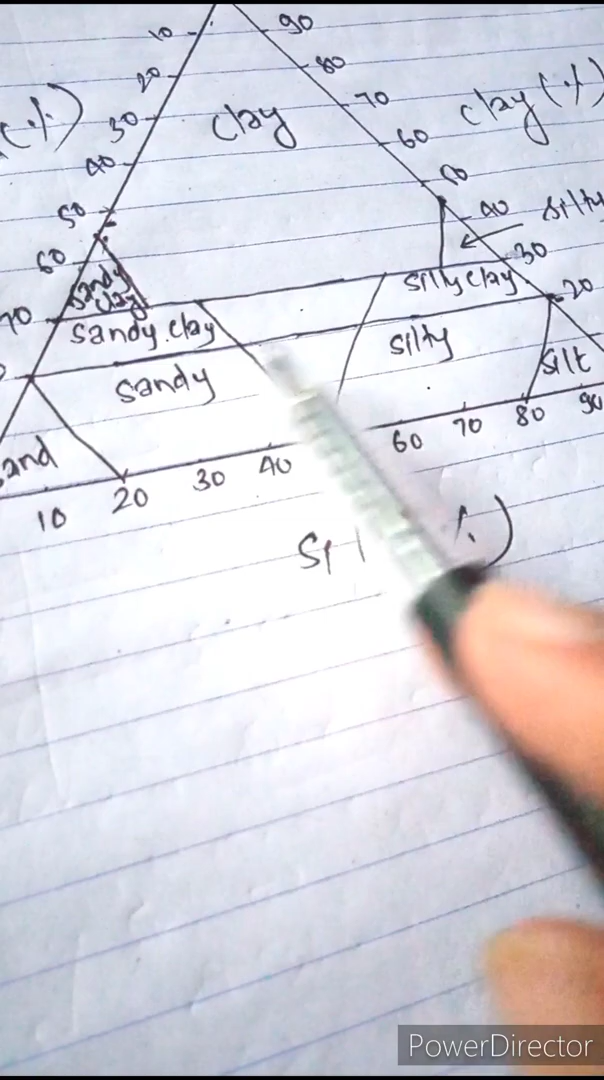 10 90
20 80
(%) 30 clay 70 clay (%)
40 60
50 50
40 silty
60 30
sandy clay
70 silty clay 20
sandy clay
silty
sandy silt
and
10 20 30 40 60 70 80 90
%)
PowerDirector